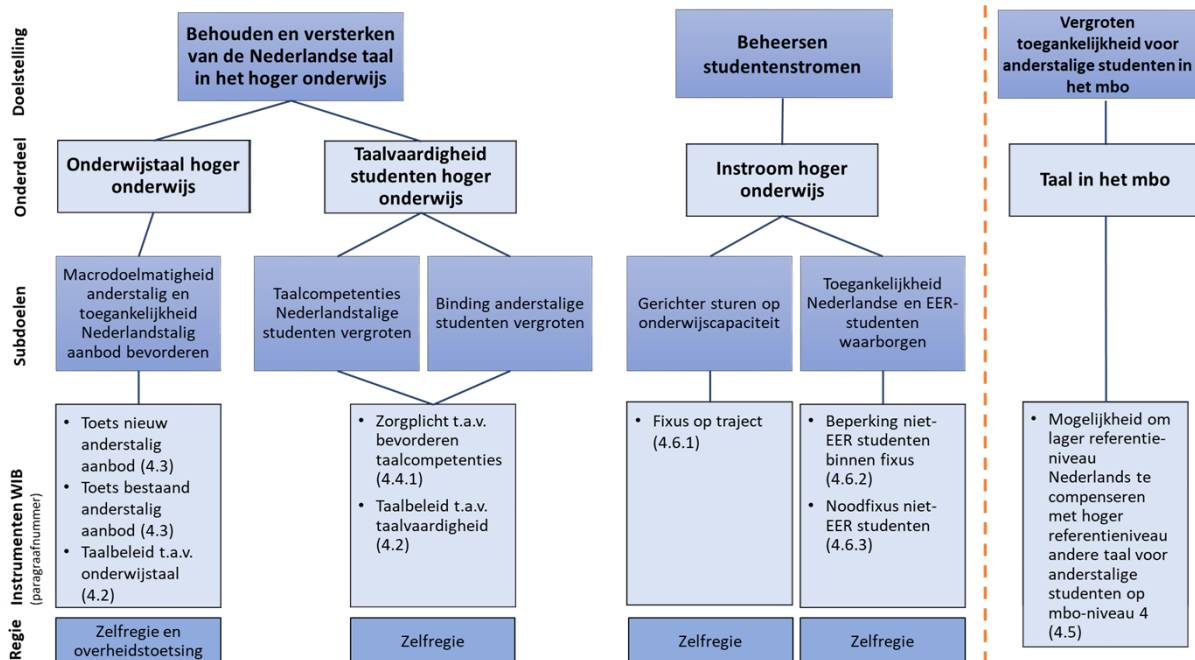 Doelstelling
Behouden en versterken
van de Nederlandse taal
in het hoger onderwijs
Beheersen
studentenstromen
Vergroten
toegankelijkheid voor
anderstalige studenten in
het mbo
Onderdeel
Onderwijstaal hoger
onderwijs
Taalvaardigheid
studenten hoger
onderwijs
Instroom hoger
onderwijs
Taal in het mbo
Subdoelen
Macrodoelmatigheid
anderstalig en
toegankelijkheid
Nederlandstalig
aanbod bevorderen
Taalcompetenties
Nederlandstalige
studenten vergroten
Binding anderstalige
studenten vergroten
Gerichter sturen op
onderwijscapaciteit
Toegankelijkheid
Nederlandse en EER-
studenten
waarborgen
Instrumenten WIB
(paragraafnummer)
• Toets nieuw
anderstalig
aanbod (4.3)
• Toets bestaand
anderstalig
aanbod (4.3)
• Taalbeleid t.a.v.
onderwijstaal
(4.2)
• Zorgplicht t.a.v.
bevorderen
taalcompetenties
(4.4.1)
• Taalbeleid t.a.v.
taalvaardigheid
(4.2)
• Fixus op traject
(4.6.1)
• Beperking niet-
EER studenten
binnen fixus
(4.6.2)
• Noodfixus niet-
EER studenten
(4.6.3)
• Mogelijkheid om
lager referentie-
niveau
Nederlands te
compenseren
met hoger
referentieniveau
andere taal voor
anderstalige
studenten op
mbo-niveau 4
(4.5)
Regie
Zelfregie en
overheidstoetsing
Zelfregie
Zelfregie
Zelfregie